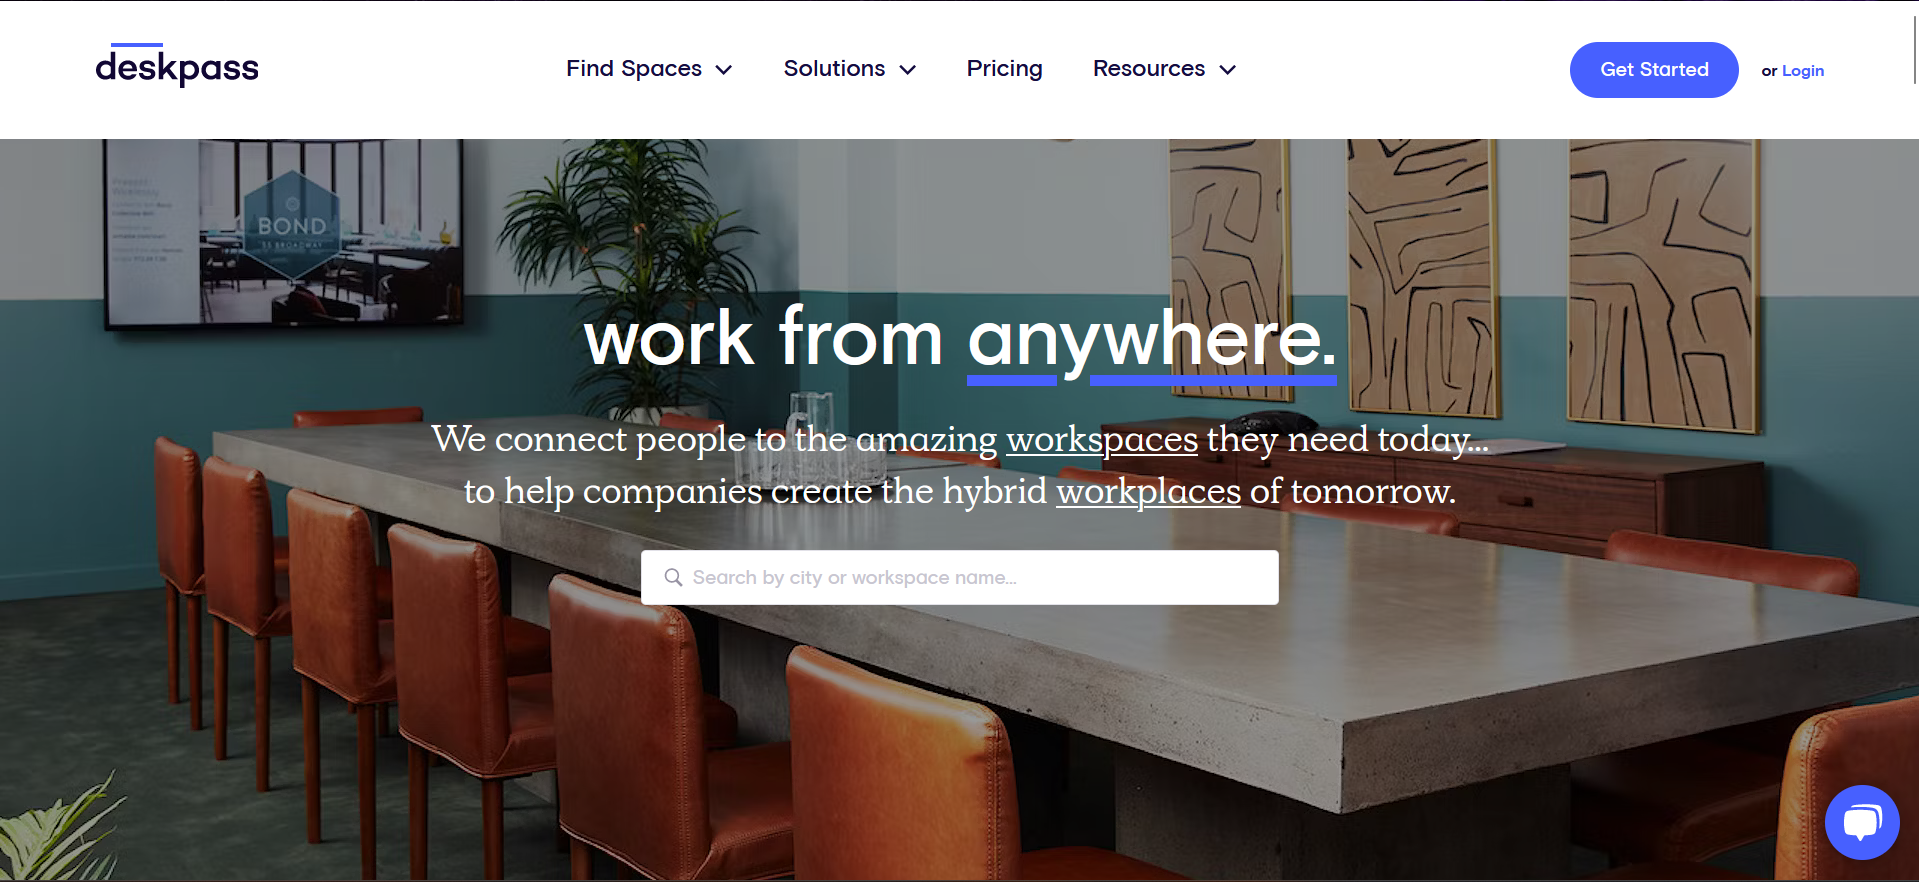 deskpass
Find Spaces
Solutions
Pricing
Resources
Get Started
or Login
BOND
55 BROADWAY
work from anywhere.
We connect people to the amazing workspaces they need today...
to help companies create the hybrid workplaces of tomorrow.
Search by city or workspace name...